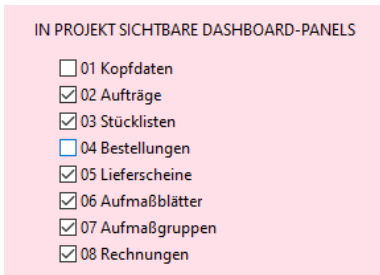 IN PROJEKT SICHTBARE DASHBOARD-PANELS
01 Kopfdaten
02 Aufträge
03 Stücklisten
04 Bestellungen
05 Lieferscheine
06 Aufmaßblätter
07 Aufmaßgruppen
08 Rechnungen